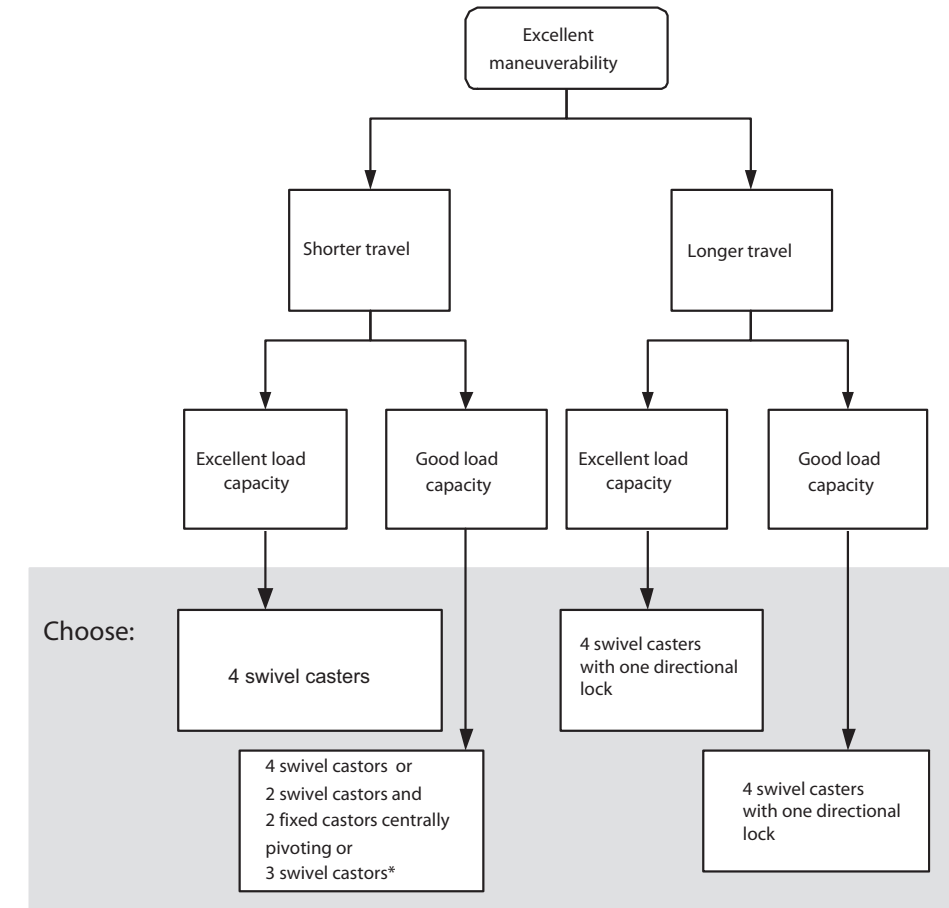 Excellent
maneuverability
Shorter travel
Longer travel
Excellent load
capacity
Good load
capacity
Excellent load
capacity
Good load
capacity
Choose:
4 swivel casters
4 swivel casters
with one directional
lock
4 swivel castors or
2 swivel castors and
2 fixed castors centrally
pivoting or
3 swivel castors*
4 swivel casters
with one directional
lock